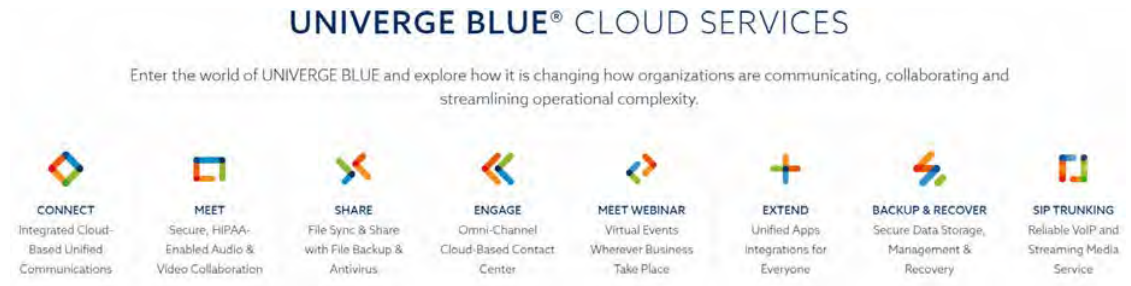 UNIVERGE BLUE® CLOUD SERVICES
Enter the world of UNIVERGE BLUE and explore how it is changing how organizations are communicating, collaborating and
streamlining operational complexity.
CONNECT
Integrated Cloud-
Based Unified
Communications
MEET
Secure, HIPAA-
Enabled Audio &
Video Collaboration
SHARE
File Sync & Share
with File Backup &
Antivirus
ENGAGE
Omni-Channel
Cloud-Based Contact
Center
MEET WEBINAR
Virtual Events
Wherever Business
Take Place
EXTEND
Unified Apps
Integrations for
Everyone
BACKUP & RECOVER
Secure Data Storage,
Management &
Recovery
SIP TRUNKING
Reliable VoIP and
Streaming Media
Service